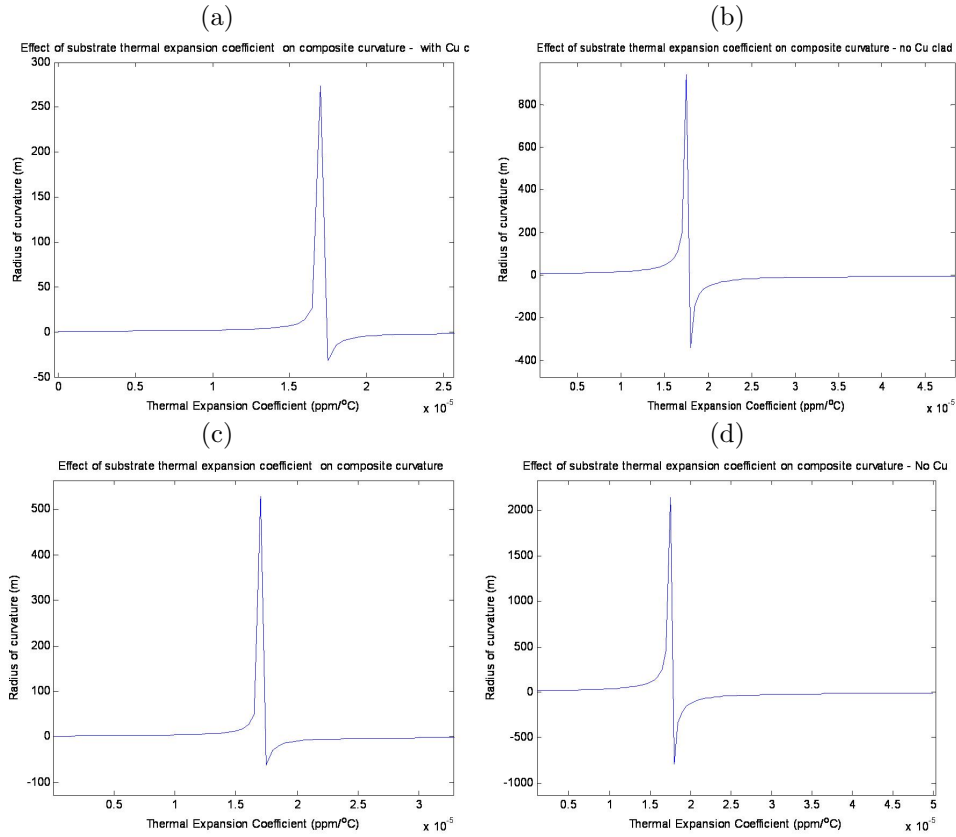 (a)
Effect of substrate thermal expansion coefficient on composite curvature - with Cu c
300
250
200
150
100
50
0
-50
Radius of curvature (m)
0 0.5 1 1.5 2 2.5
Thermal Expansion Coefficient (ppm/°C)
x 10⁻⁵
(b)
Effect of substrate thermal expansion coefficient on composite curvature - no Cu clad
800
600
400
200
0
-200
-400
Radius of curvature (m)
0.5 1 1.5 2 2.5 3 3.5 4 4.5
Thermal Expansion Coefficient (ppm/°C)
x 10⁻⁵
(c)
Effect of substrate thermal expansion coefficient on composite curvature
500
400
300
200
100
0
-100
Radius of curvature (m)
0.5 1 1.5 2 2.5 3
Thermal Expansion Coefficient (ppm/°C)
x 10⁻⁵
(d)
Effect of substrate thermal expansion coefficient on composite curvature - No Cu
2000
1500
1000
500
0
-500
-1000
Radius of curvature (m)
0.5 1 1.5 2 2.5 3 3.5 4 4.5 5
Thermal Expansion Coefficient (ppm/°C)
x 10⁻⁵